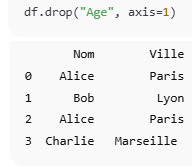 df.drop("Age", axis=1)
Nom Ville
0 Alice Paris
1 Bob Lyon
2 Alice Paris
3 Charlie Marseille